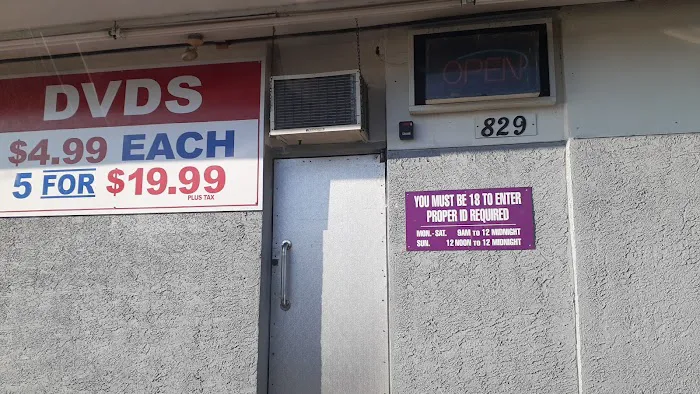 DVDS
$4.99 EACH
5 FOR $19.99
PLUS TAX
OPEN
829
YOU MUST BE 18 TO ENTER
PROPER ID REQUIRED
MON.- SAT. 9AM TO 12 MIDNIGHT
SUN. 12 NOON TO 12 MIDNIGHT